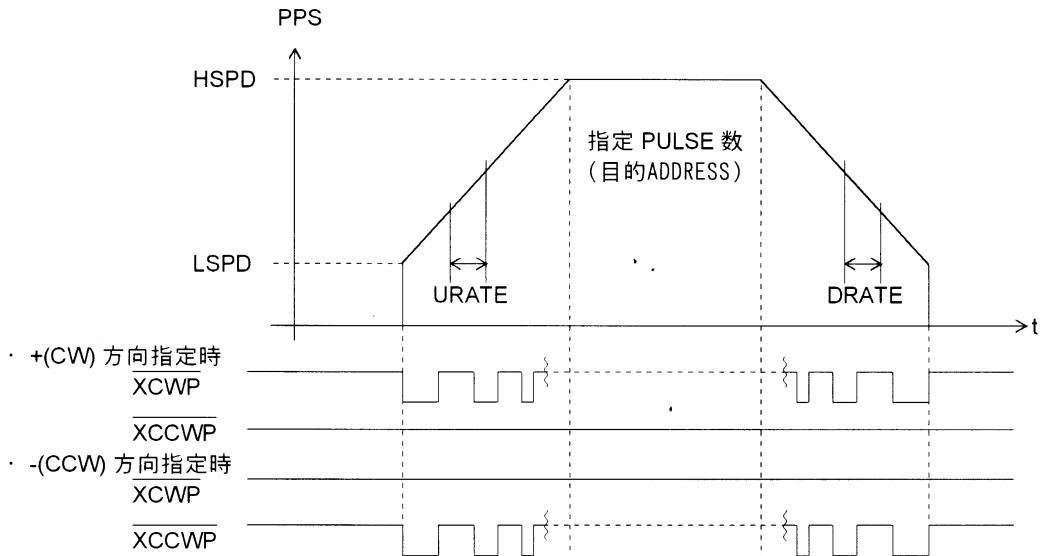 PPS
HSPD
指定 PULSE 数
(目的ADDRESS)
LSPD
URATE
DRATE
t
・ +(CW) 方向指定時
XCWP
XCCWP
・ -(CCW) 方向指定時
XCWP
XCCWP